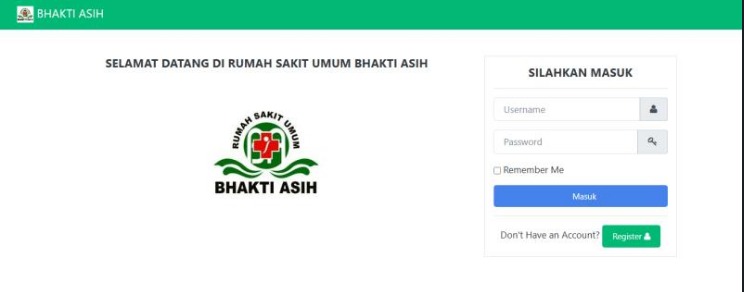 BHAKTI ASIH
SELAMAT DATANG DI RUMAH SAKIT UMUM BHAKTI ASIH
RUMAH SAKIT UMUM
BHAKTI ASIH
SILAHKAN MASUK
Username
Password
Remember Me
Masuk
Don't Have an Account? Register